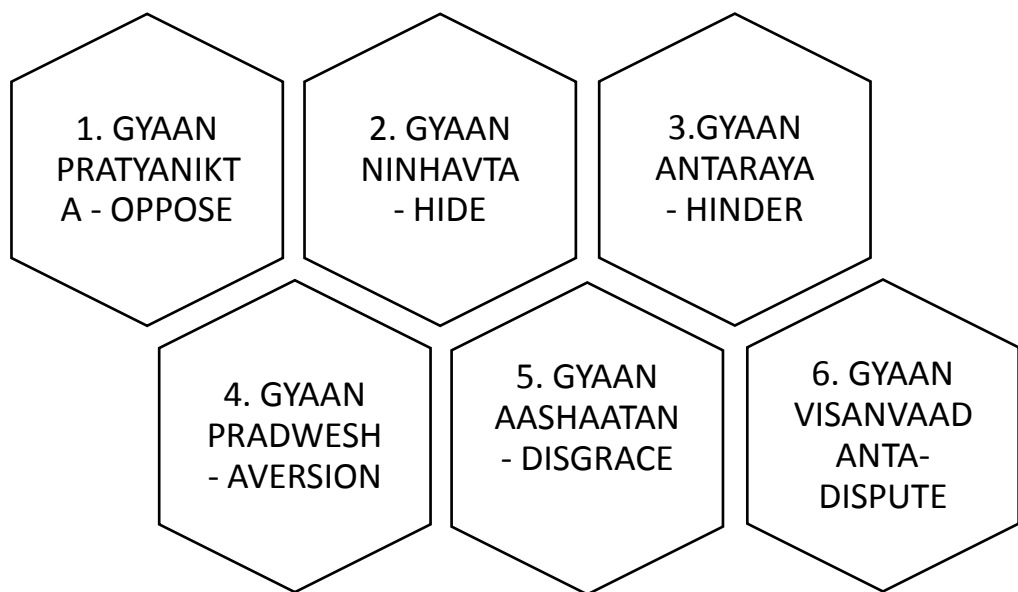 1. GYAAN
PRATYANIKT
A - OPPOSE
2. GYAAN
NINHAVTA
- HIDE
3.GYAAN
ANTARAYA
- HINDER
4. GYAAN
PRADWESH
- AVERSION
5. GYAAN
AASHAATAN
- DISGRACE
6. GYAAN
VISANVAAD
ANTA-
DISPUTE